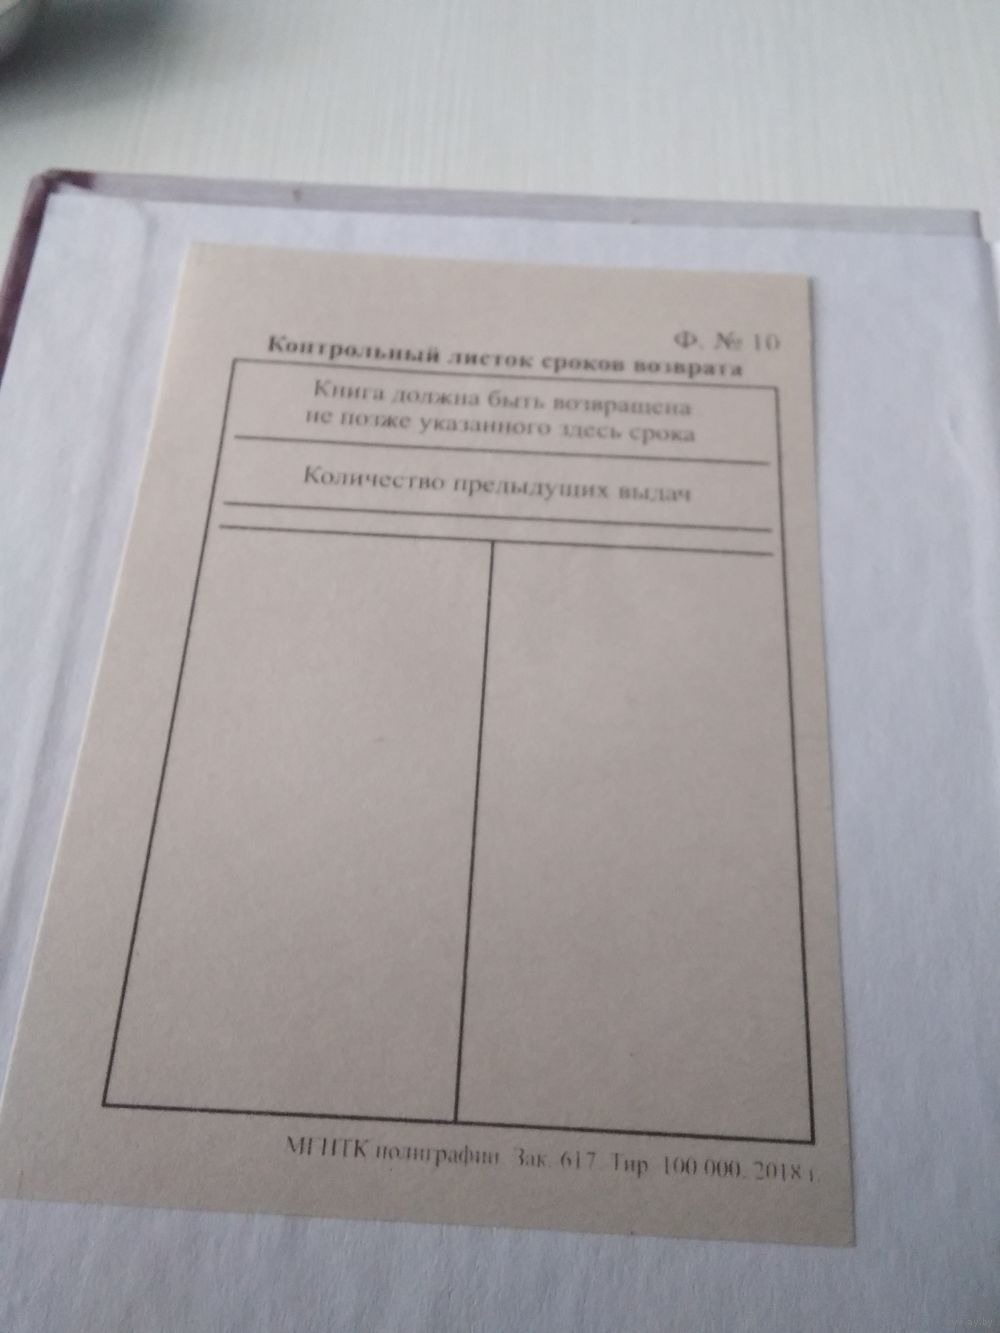 Ф. № 10
Контрольный листок сроков возврата
Книга должна быть возвращена
не позже указанного здесь срока
Количество предыдущих выдач
МГПТК полиграфии. Зак. 617. Тир. 100 000. 2018 г.